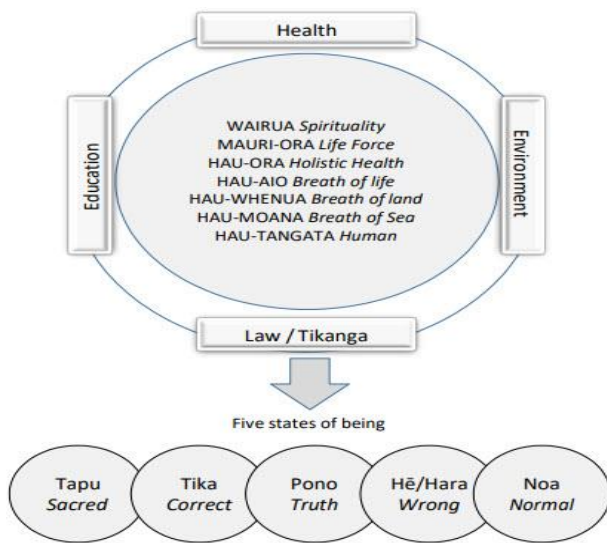 Health
Education
WAIRUA Spirituality
MAURI-ORA Life Force
HAU-ORA Holistic Health
HAU-AIO Breath of life
HAU-WHENUA Breath of land
HAU-MOANA Breath of Sea
HAU-TANGATA Human
Environment
Law / Tikanga
Five states of being
Tapu
Sacred
Tika
Correct
Pono
Truth
Hē/Hara
Wrong
Noa
Normal